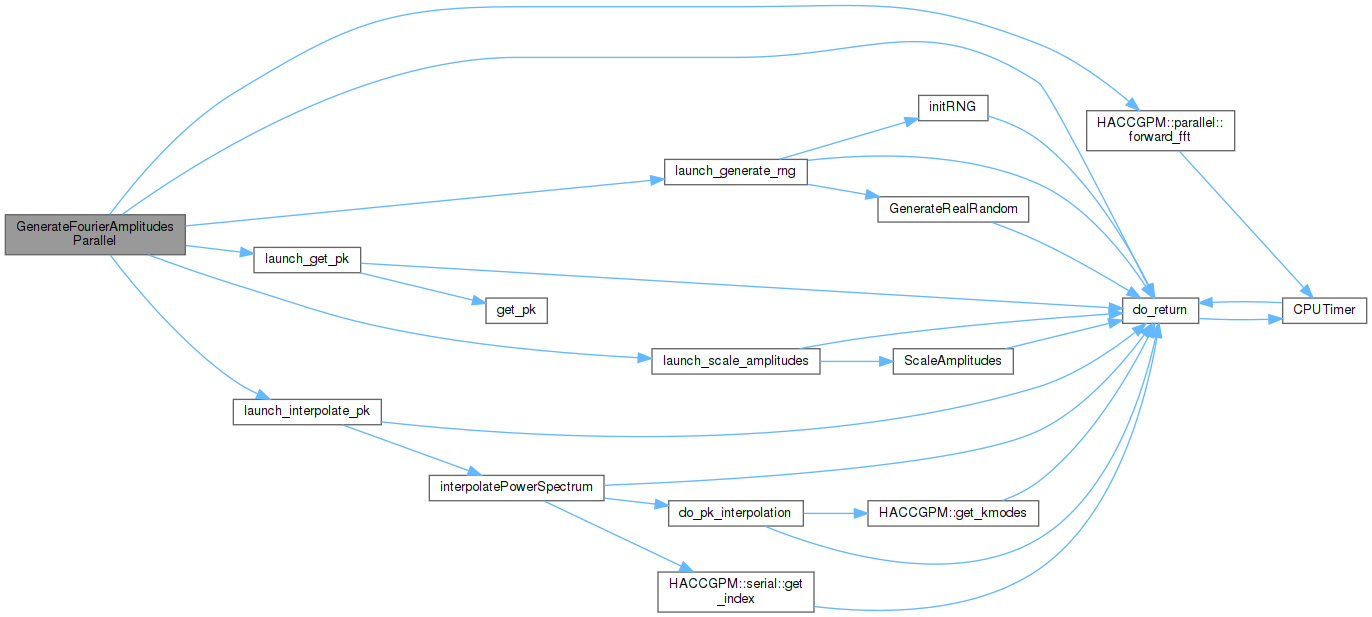 GenerateFourierAmplitudes
Parallel
HACCGPM::parallel::
forward_fft
initRNG
launch_generate_rng
GenerateRealRandom
launch_get_pk
get_pk
do_return
CPUTimer
launch_scale_amplitudes
ScaleAmplitudes
launch_interpolate_pk
interpolatePowerSpectrum
do_pk_interpolation
HACCGPM::get_kmodes
HACCGPM::serial::get
_index